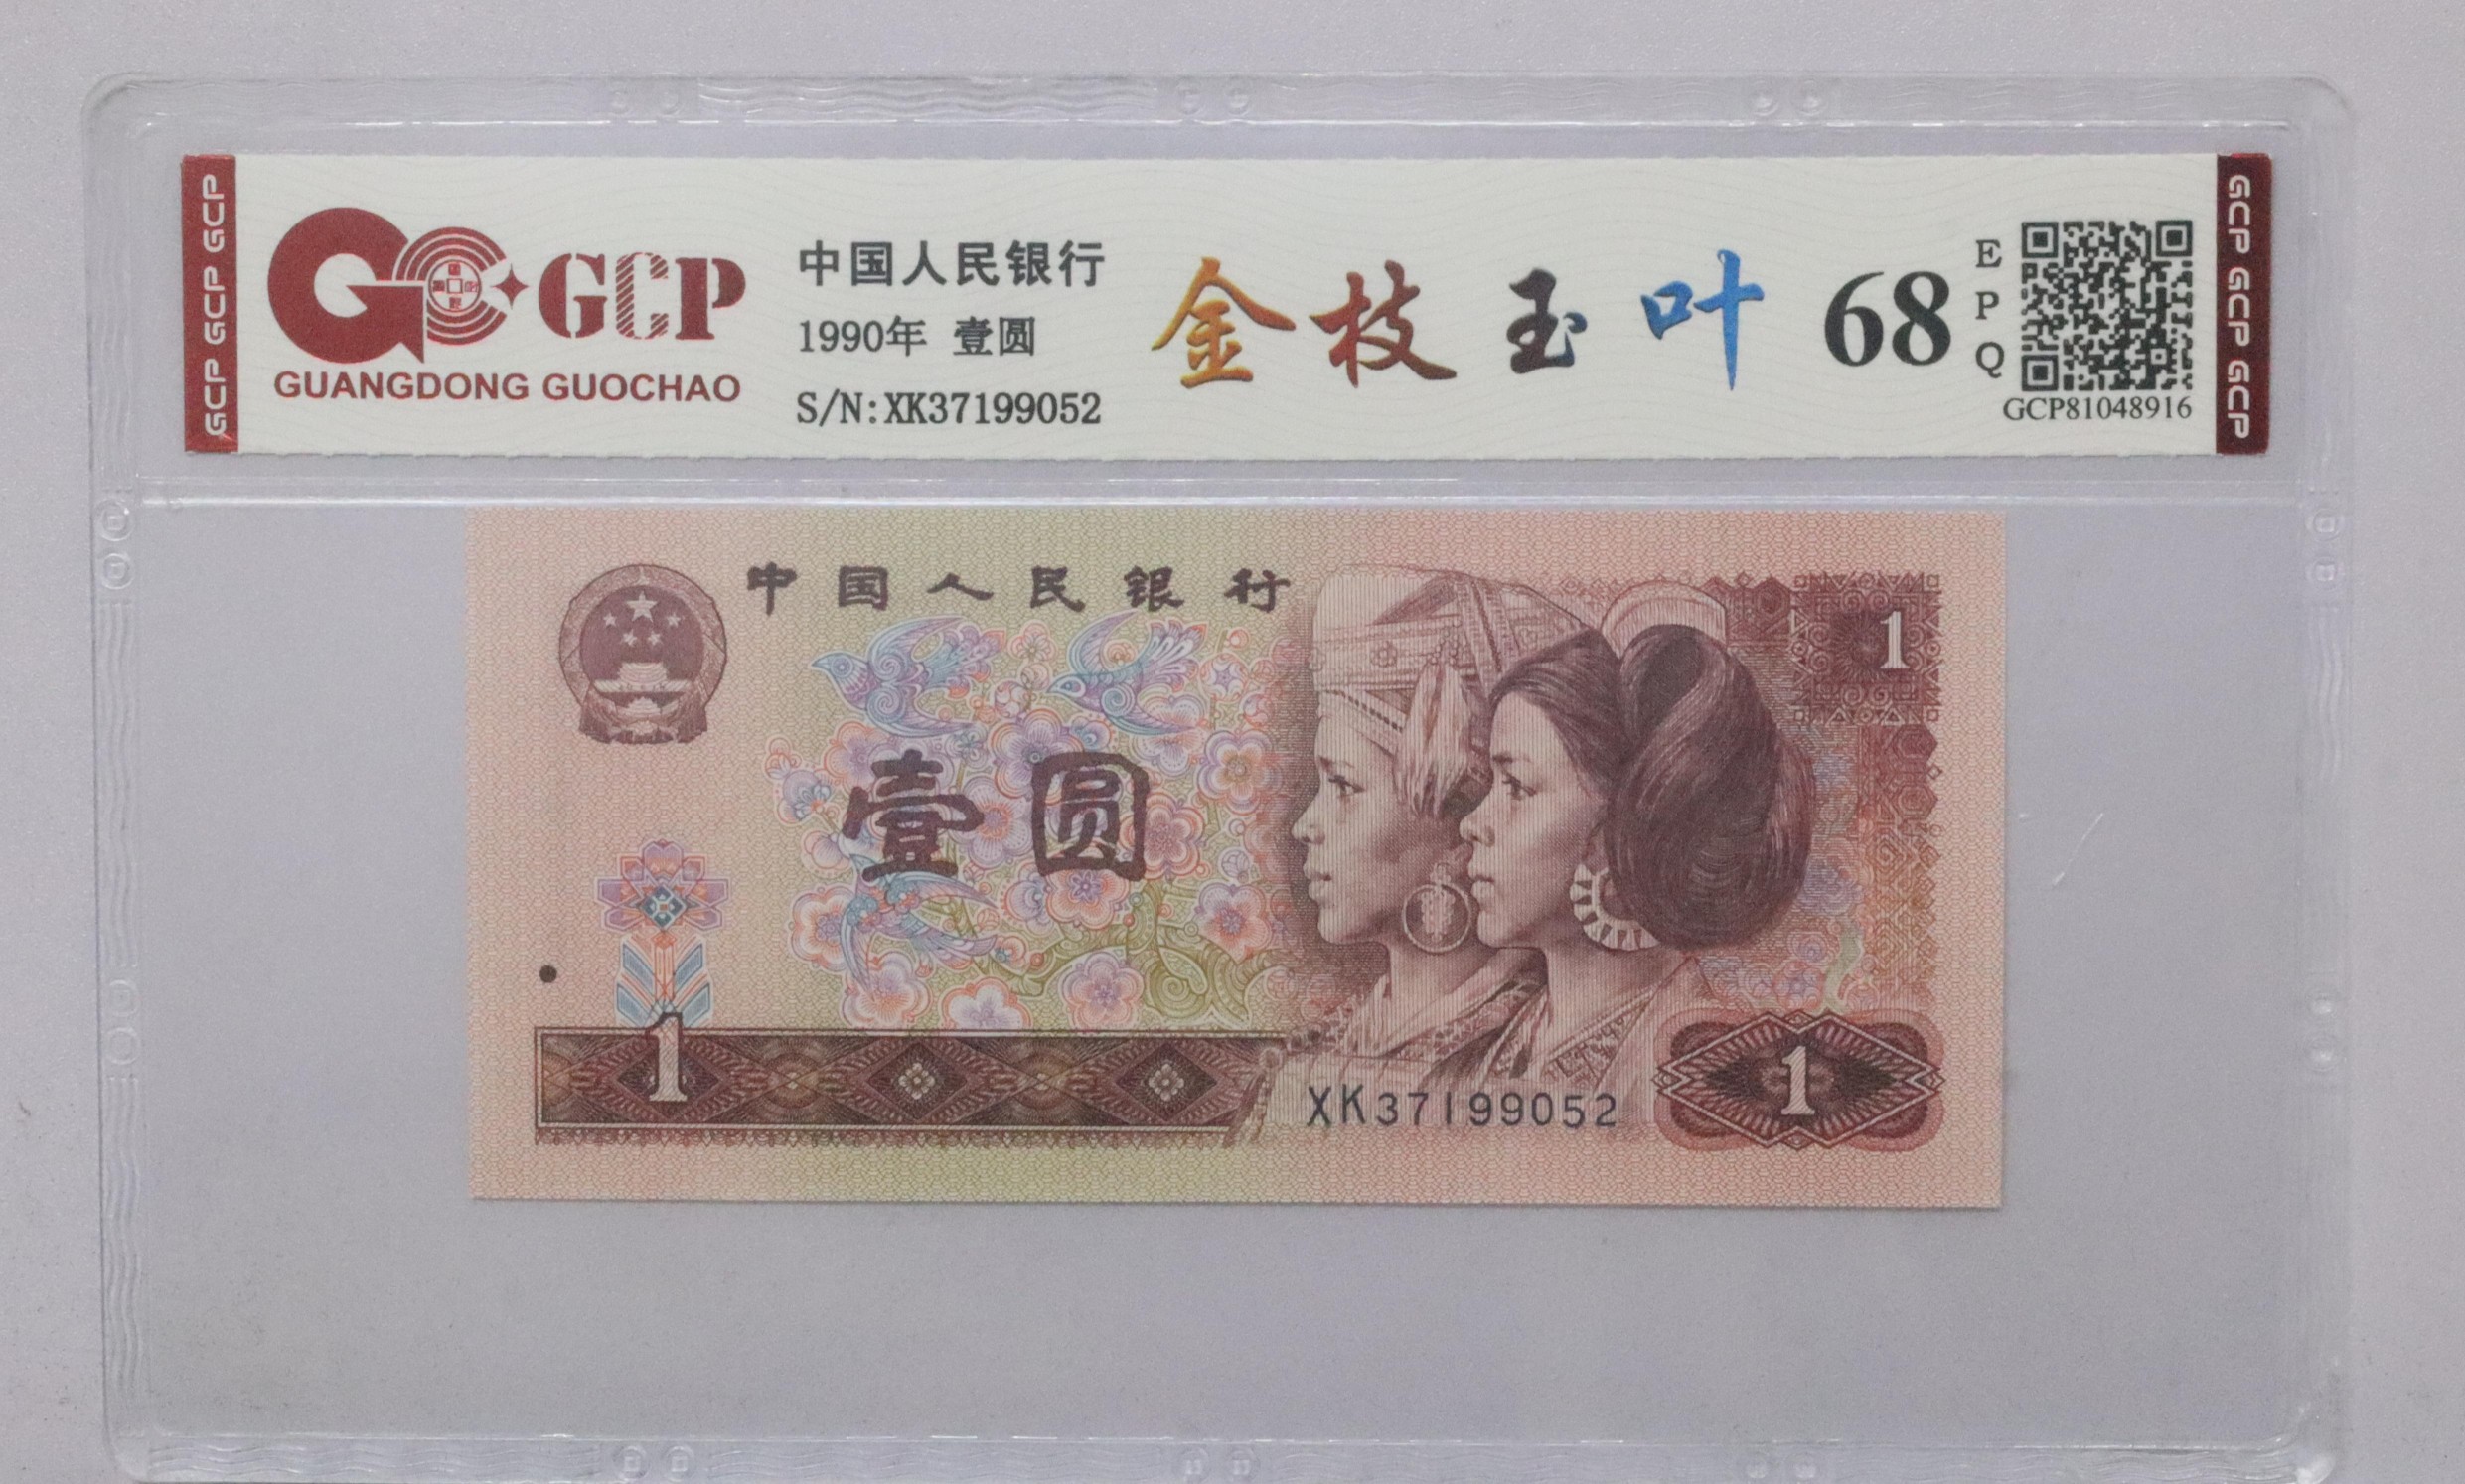 GCP GCP GCP
GCP
GUANGDONG GUOCHAO
中国人民银行
1990年 壹圆
S/N:XK37199052
金枝玉叶
68
EPQ
GCP81048916
GCP GCP GCP
中国人民银行
1
壹圆
1
XK37199052
1